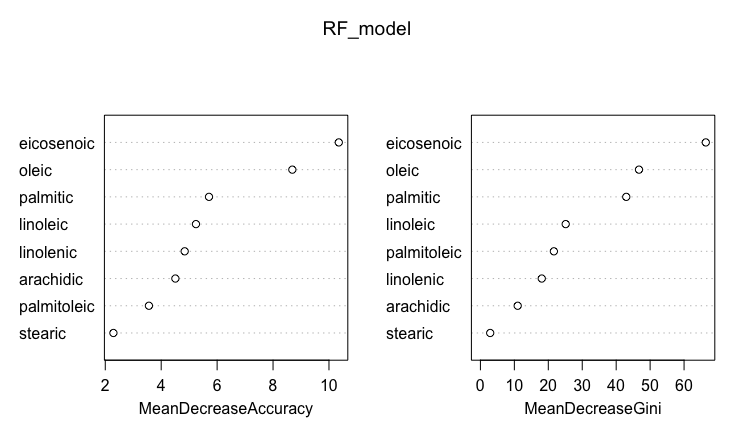 RF_model
eicosenoic
oleic
palmitic
linoleic
linolenic
arachidic
palmitoleic
stearic
2 4 6 8 10
MeanDecreaseAccuracy
eicosenoic
oleic
palmitic
linoleic
palmitoleic
linolenic
arachidic
stearic
0 10 20 30 40 50 60
MeanDecreaseGini